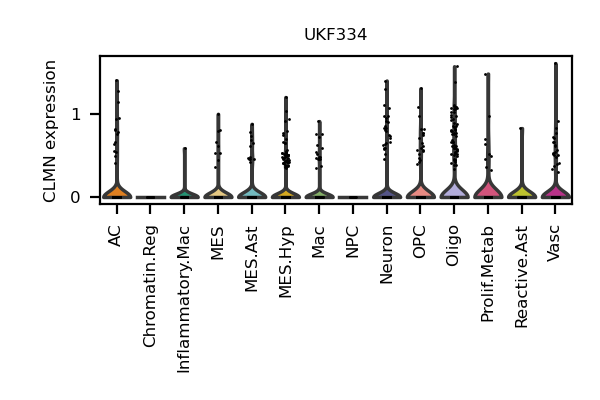 UKF334
CLMN expression
1
0
AC
Chromatin.Reg
Inflammatory.Mac
MES
MES.Ast
MES.Hyp
Mac
NPC
Neuron
OPC
Oligo
Prolif.Metab
Reactive.Ast
Vasc